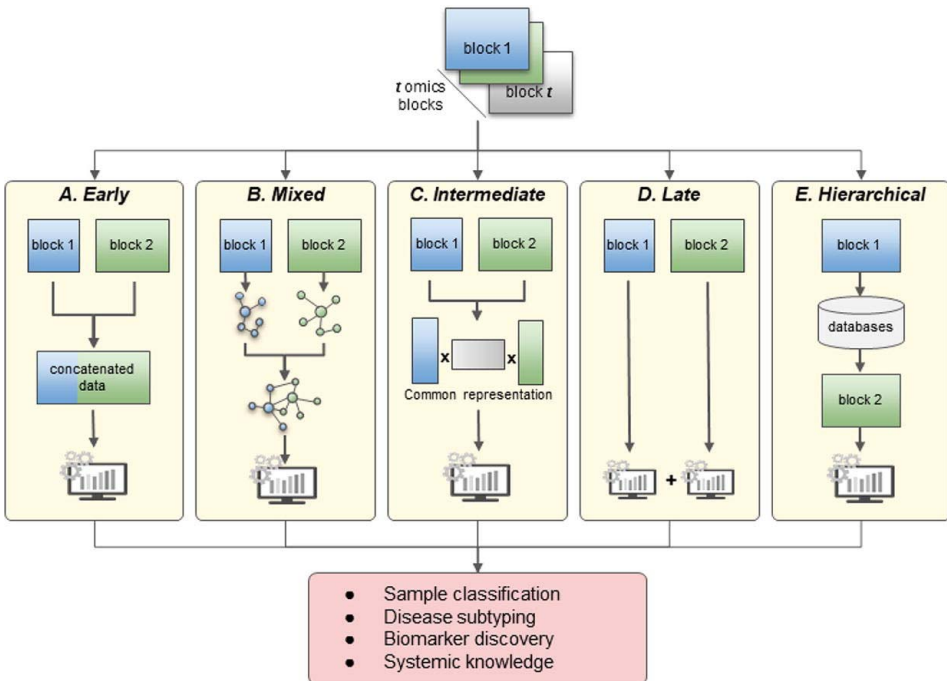 block 1
block t
t omics
blocks
A. Early
block 1
block 2
concatenated
data
B. Mixed
block 1
block 2
C. Intermediate
block 1
block 2
x
x
Common representation
D. Late
block 1
block 2
+
E. Hierarchical
block 1
databases
block 2
● Sample classification
● Disease subtyping
● Biomarker discovery
● Systemic knowledge